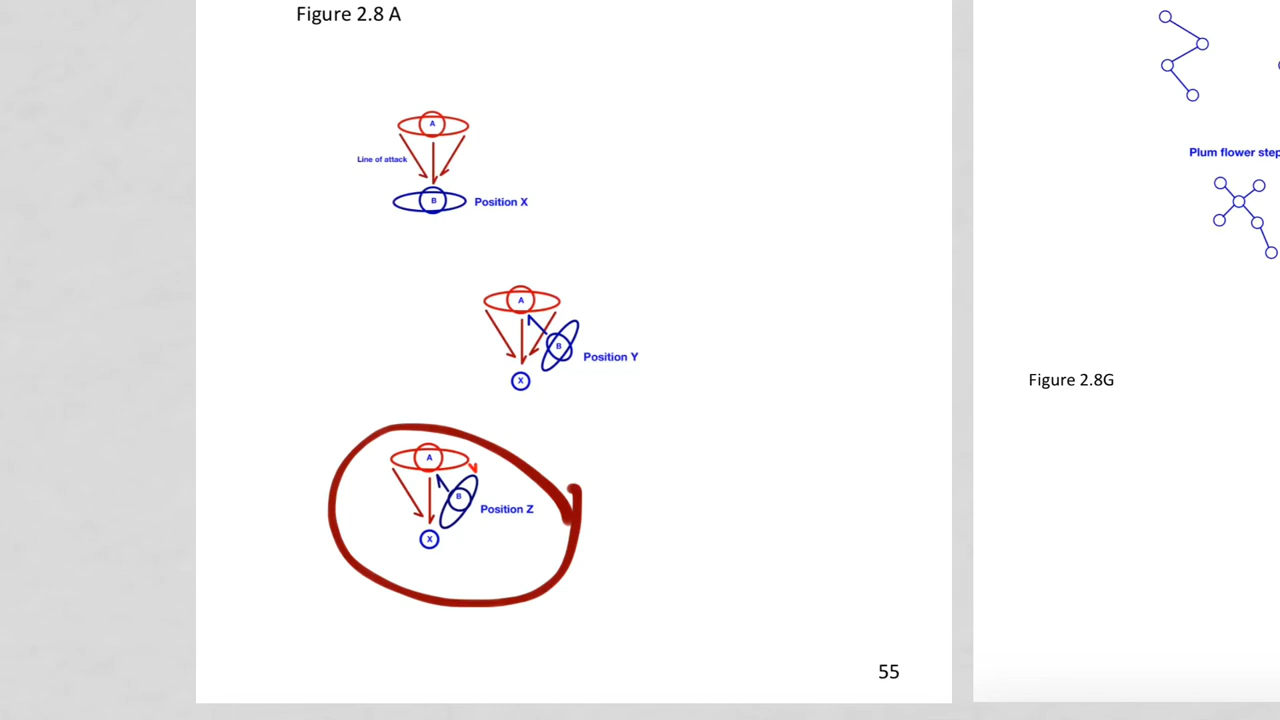 Figure 2.8 A
A
Line of attack
B
Position X
A
B
Position Y
X
A
B
Position Z
X
55
Plum flower step
Figure 2.8G